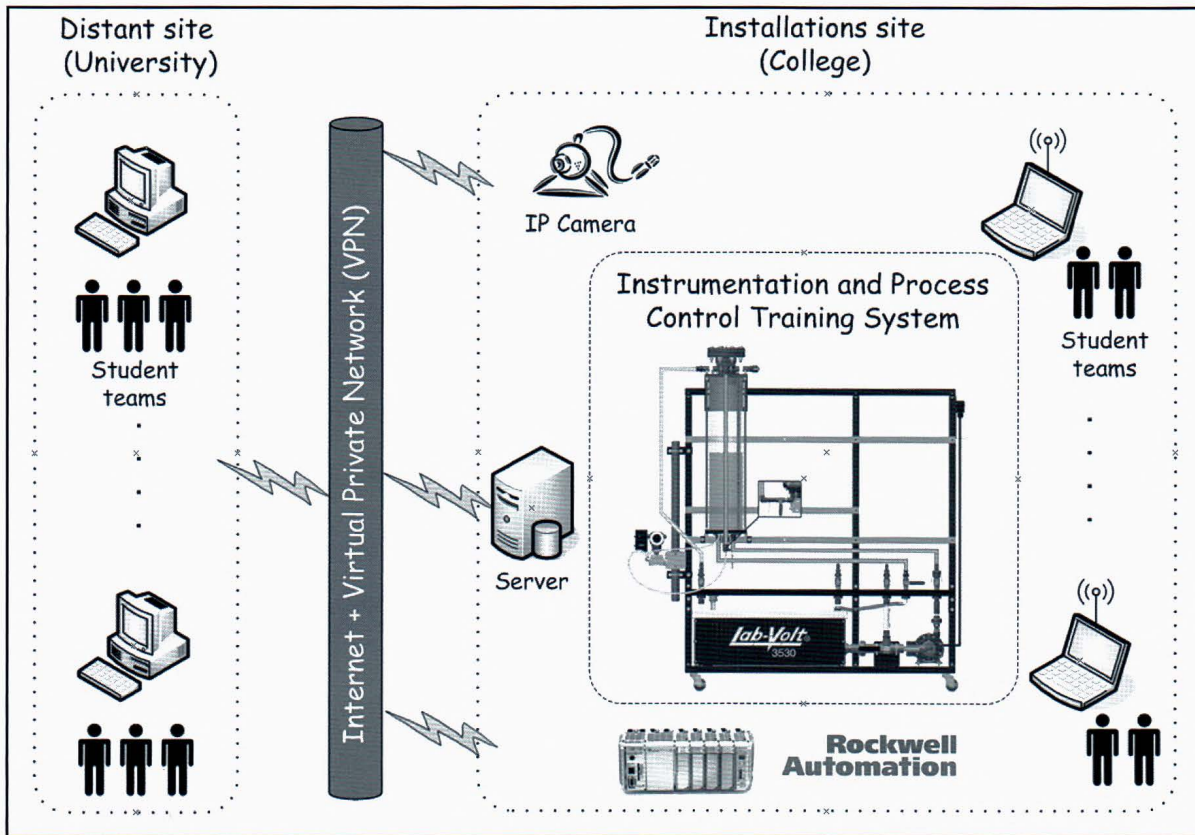 Distant site
(University)
Installations site
(College)
Internet + Virtual Private Network (VPN)
IP Camera
Instrumentation and Process
Control Training System
Student
teams
Student
teams
Server
Lab-Volt®
3530
Rockwell
Automation